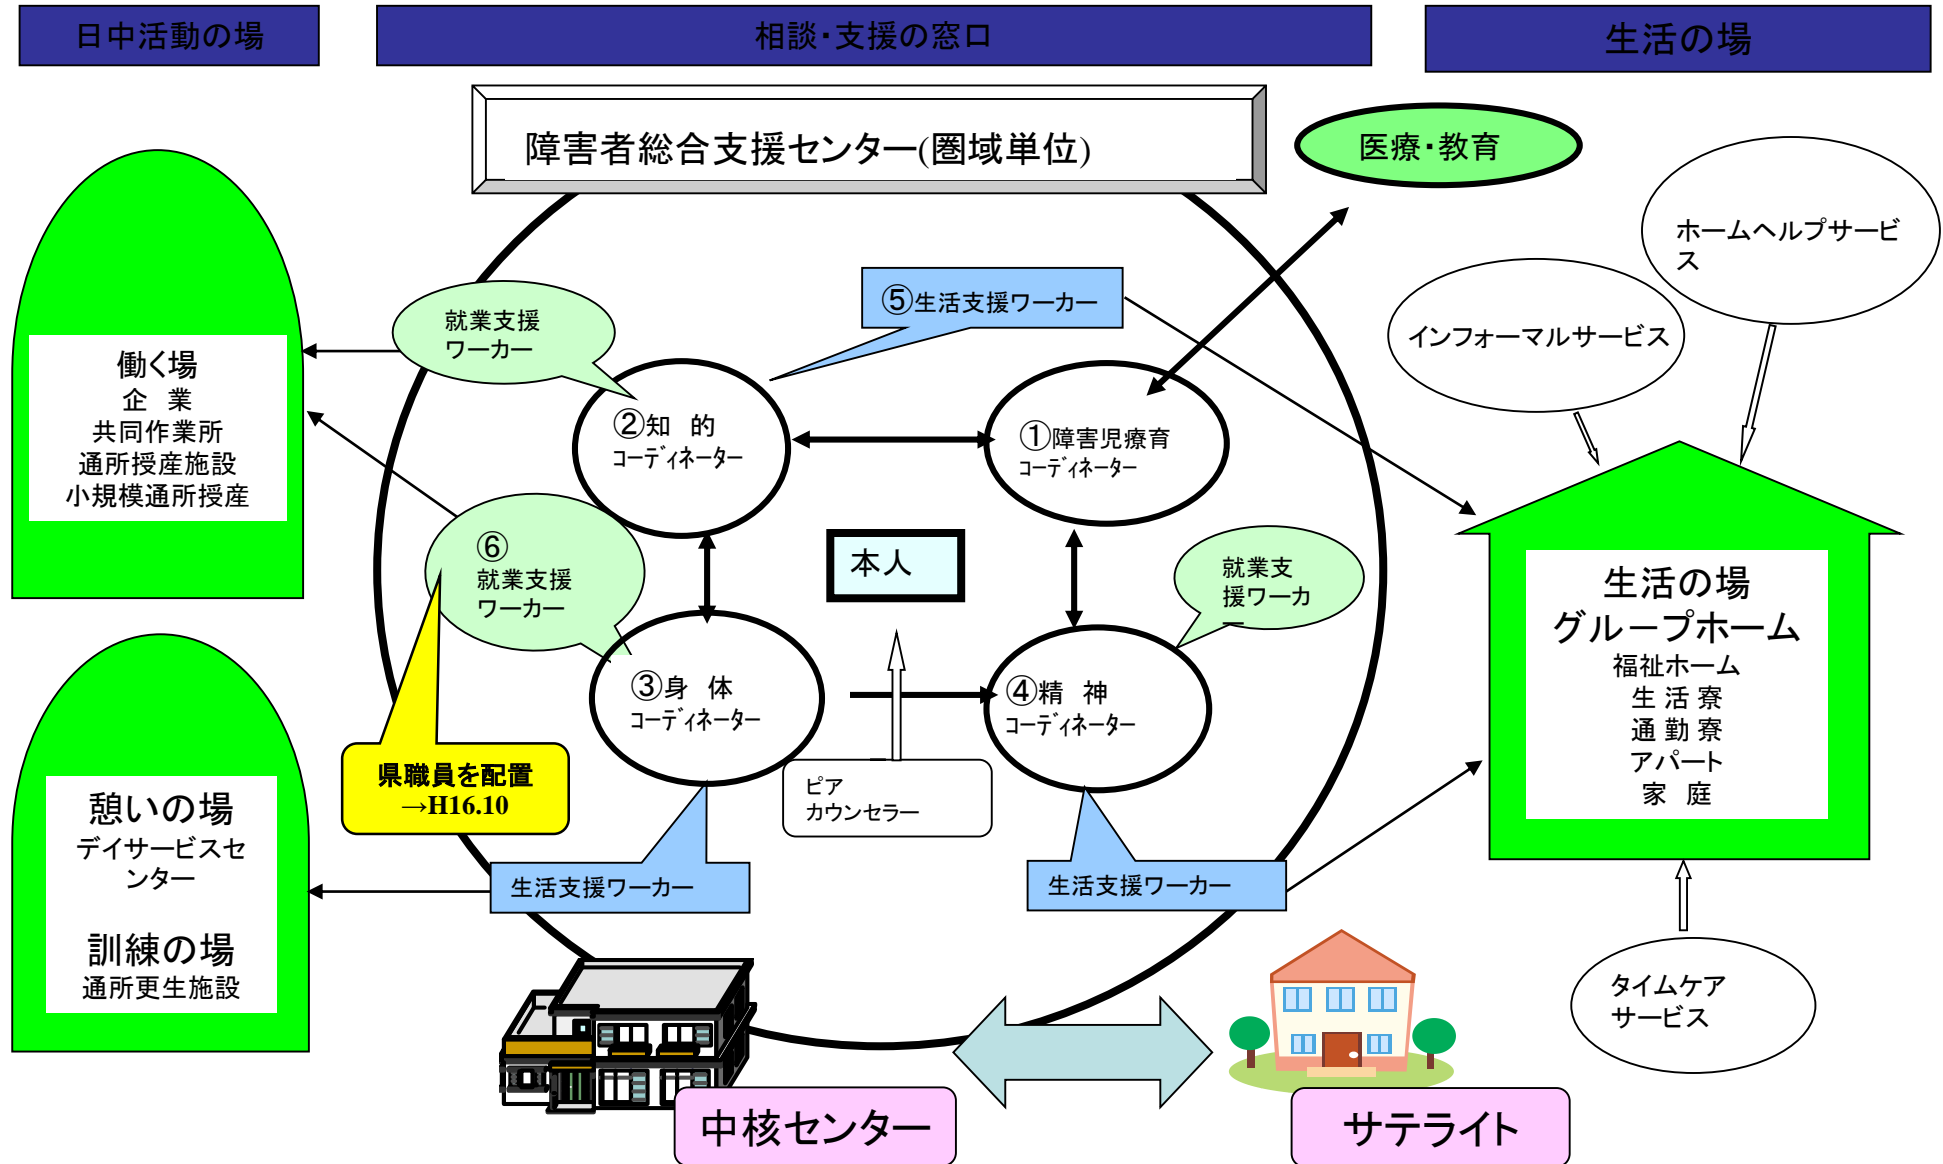 日中活動の場
相談・支援の窓口
生活の場
障害者総合支援センター(圏域単位)
医療・教育
ホームヘルプサービ
ス
インフォーマルサービス
⑤生活支援ワーカー
就業支援
ワーカー
働く場
企　業
共同作業所
通所授産施設
小規模通所授産
②知　的
コーディネーター
①障害児療育
コーディネーター
⑥
就業支援
ワーカー
本人
就業支
援ワーカ
ー
生活の場
グループホーム
福祉ホーム
生 活 寮
通 勤 寮
アパート
家　庭
③身　体
コーディネーター
④精　神
コーディネーター
県職員を配置
→H16.10
ピア
カウンセラー
憩いの場
デイサービスセ
ンター
訓練の場
通所更生施設
生活支援ワーカー
生活支援ワーカー
タイムケア
サービス
中核センター
サテライト